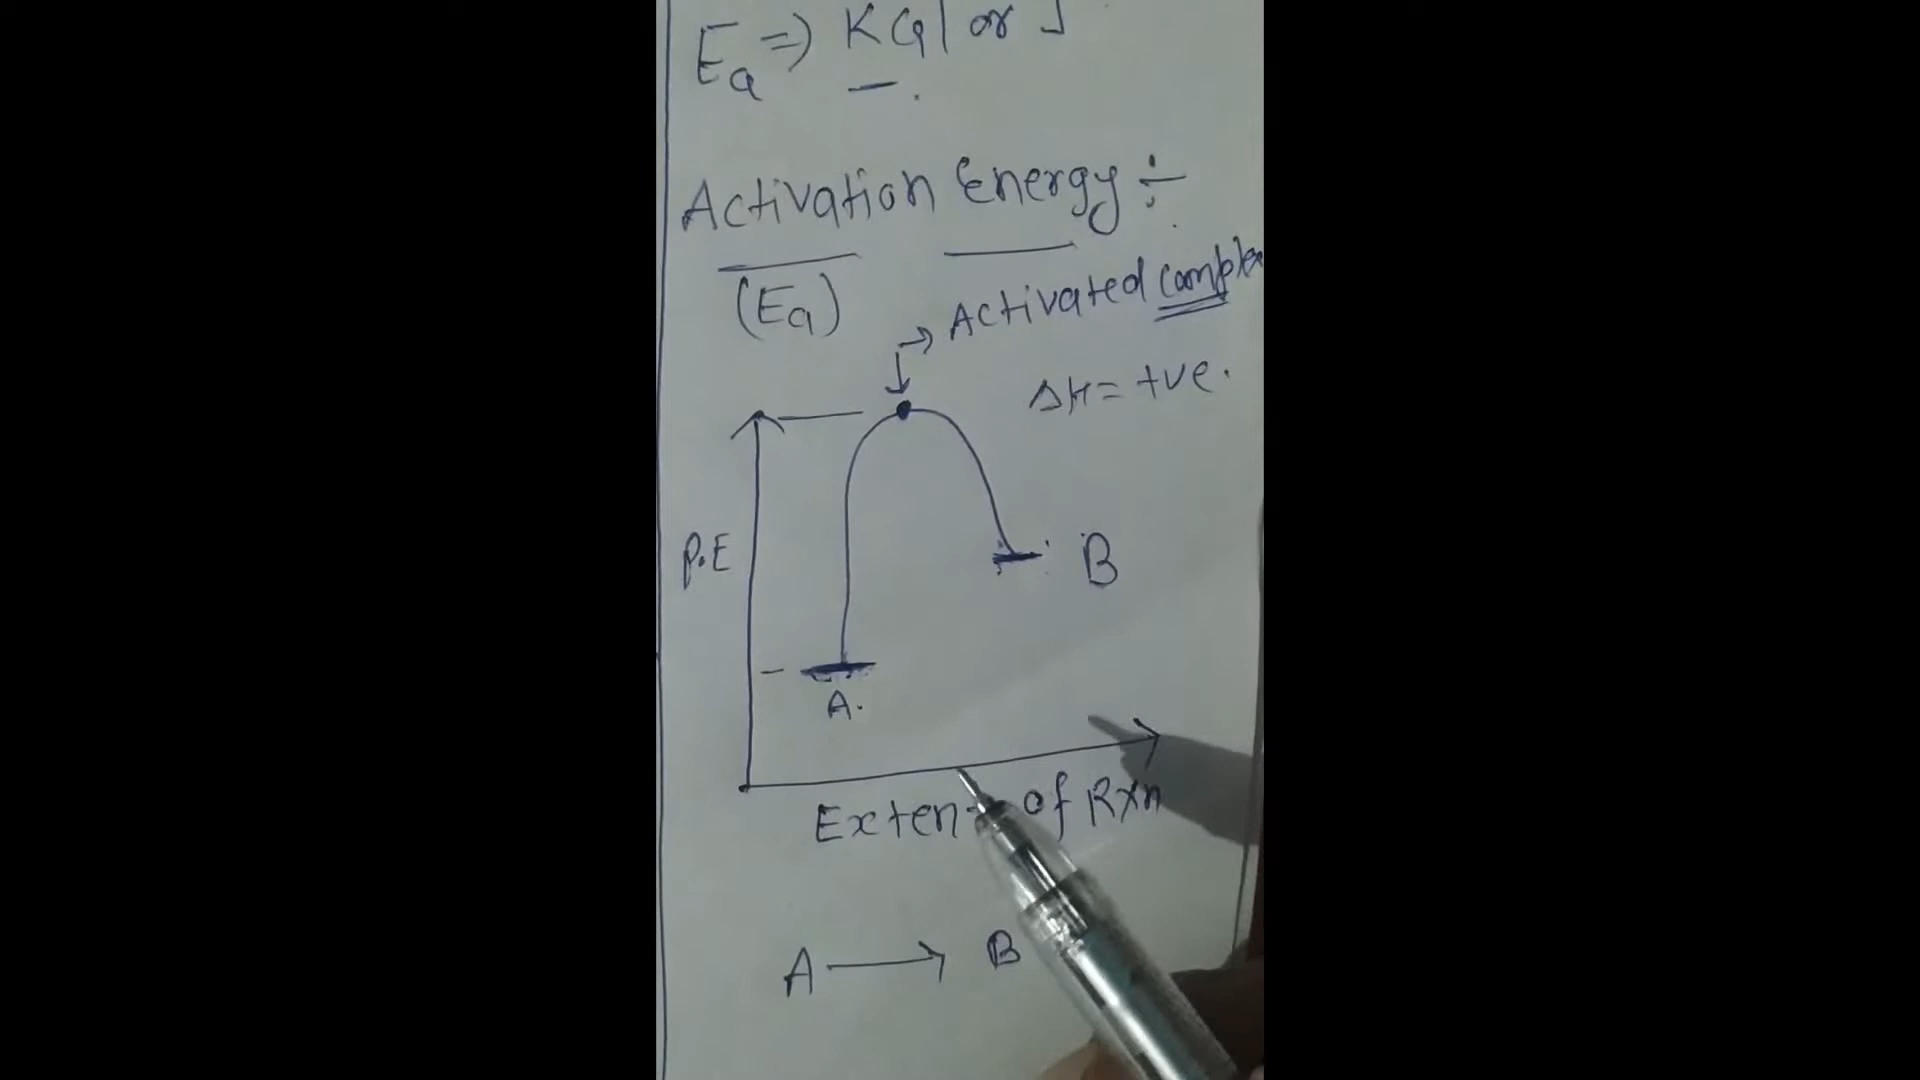 Ea => KCal or J
Activation Energy ÷
(Ea)
→ Activated Complex
ΔH = +ve.
P.E
B
A.
Extent of Rxn
A → B